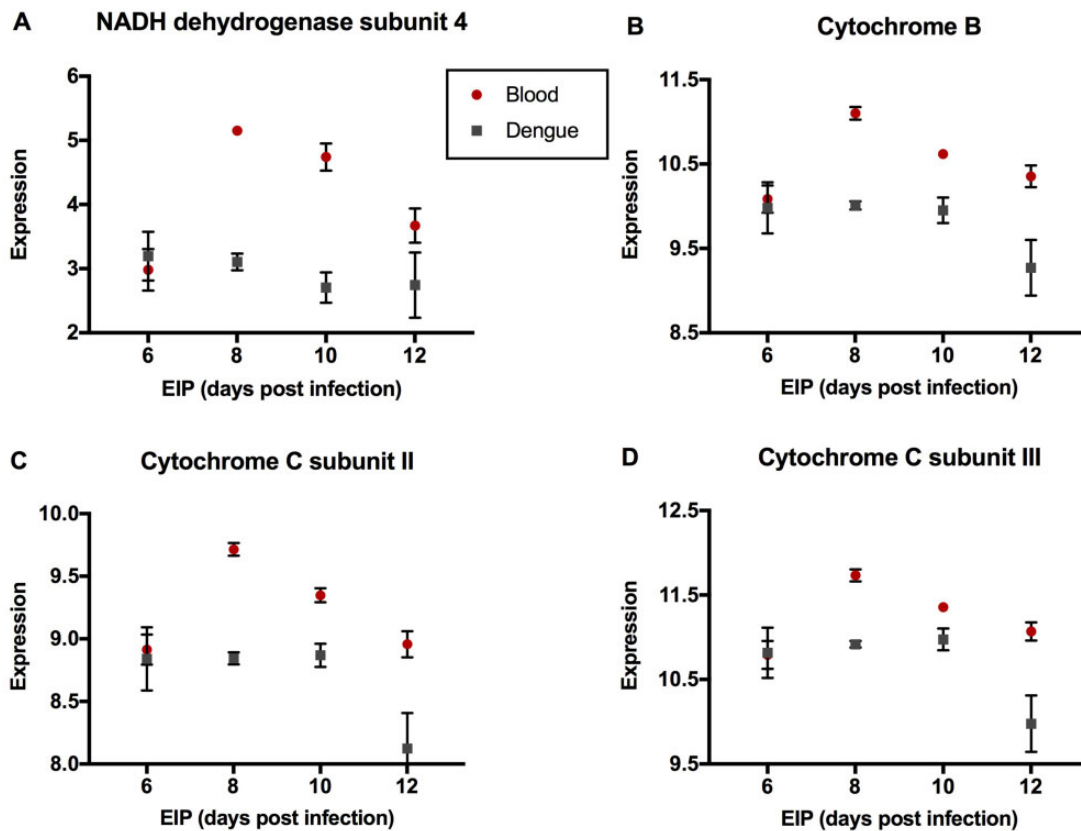 A
NADH dehydrogenase subunit 4
Expression
6
5
4
3
2
6 8 10 12
EIP (days post infection)
Blood
Dengue
B
Cytochrome B
Expression
11.5
10.5
9.5
8.5
6 8 10 12
EIP (days post infection)
C
Cytochrome C subunit II
Expression
10.0
9.5
9.0
8.5
8.0
6 8 10 12
EIP (days post infection)
D
Cytochrome C subunit III
Expression
12.5
11.5
10.5
9.5
6 8 10 12
EIP (days post infection)